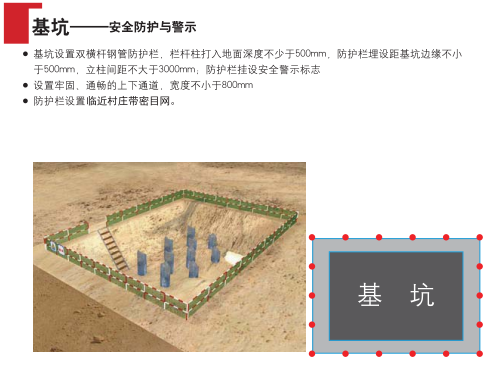 基坑——安全防护与警示
● 基坑设置双横杆钢管防护栏、栏杆柱打入地面深度不少于500mm、防护栏埋设距基坑边缘不小
于500mm、立柱间距不大于3000mm；防护栏挂设安全警示标志
● 设置牢固、通畅的上下通道，宽度不小于800mm
● 防护栏设置临近村庄带密目网。
基 坑